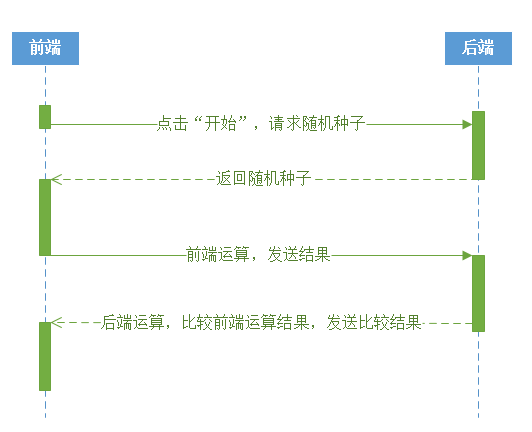 前端
后端
点击“开始”，请求随机种子
返回随机种子
前端运算，发送结果
后端运算，比较前端运算结果，发送比较结果